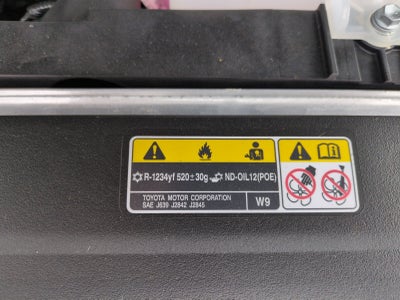 R-1234yf 520±30g ND-OIL12(POE)
TOYOTA MOTOR CORPORATION
SAE J639 J2842 J2845
W9